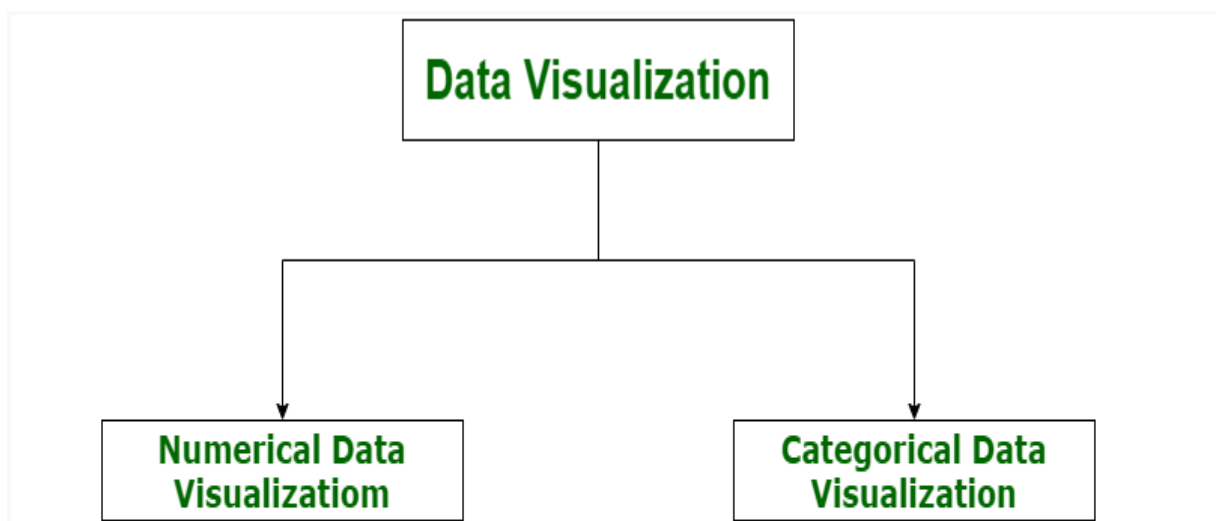 Data Visualization
Numerical Data
Visualizatiom
Categorical Data
Visualization